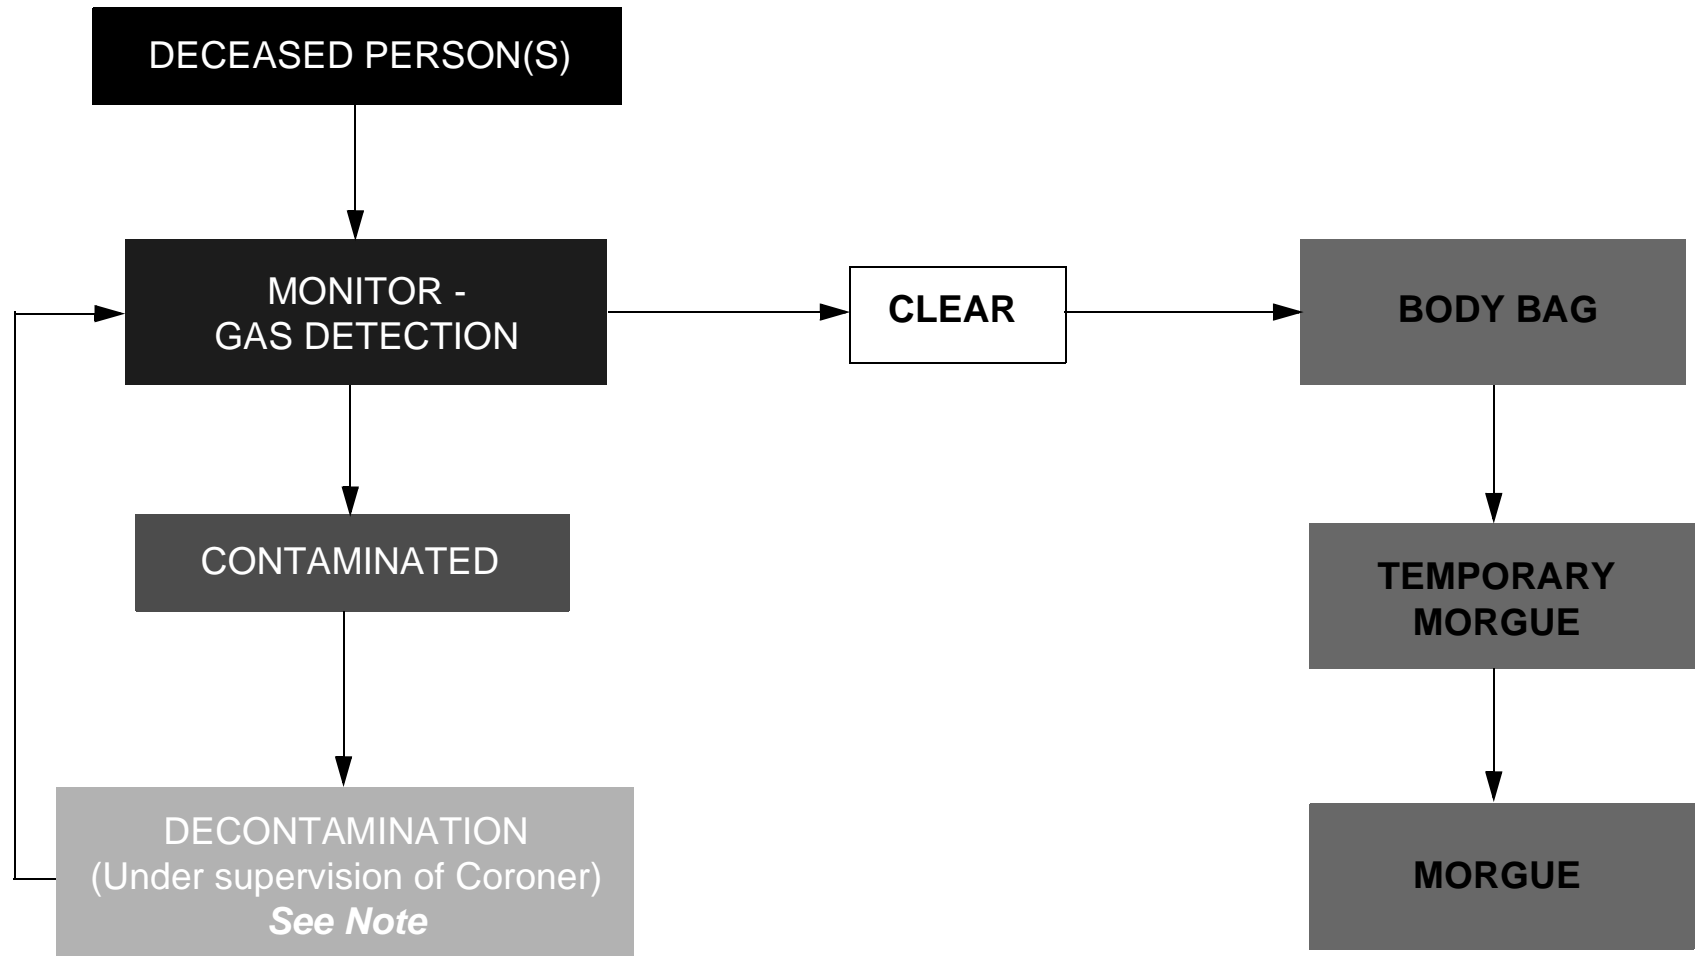 DECEASED PERSON(S)
MONITOR -
GAS DETECTION
CLEAR
BODY BAG
CONTAMINATED
TEMPORARY
MORGUE
DECONTAMINATION
(Under supervision of Coroner)
See Note
MORGUE